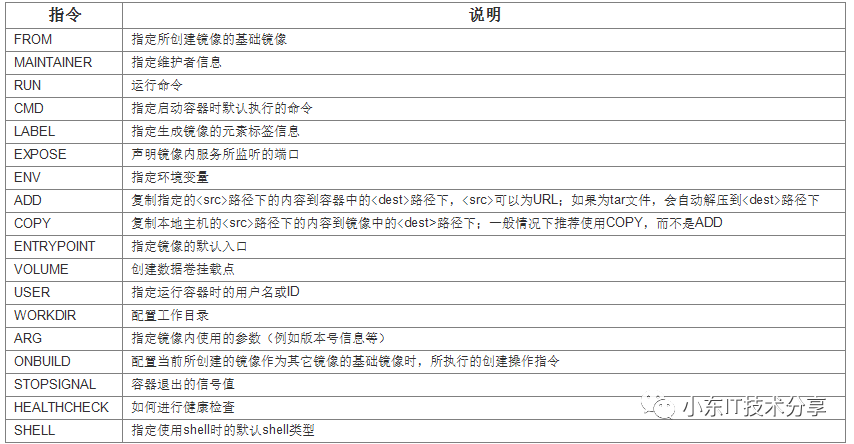 指令 说明
FROM 指定所创建镜像的基础镜像
MAINTAINER 指定维护者信息
RUN 运行命令
CMD 指定启动容器时默认执行的命令
LABEL 指定生成镜像的元素标签信息
EXPOSE 声明镜像内服务所监听的端口
ENV 指定环境变量
ADD 复制指定的<src>路径下的内容到容器中的<dest>路径下，<src>可以为URL；如果为tar文件，会自动解压到<dest>路径下
COPY 复制本地主机的<src>路径下的内容到镜像中的<dest>路径下；一般情况下推荐使用COPY，而不是ADD
ENTRYPOINT 指定镜像的默认入口
VOLUME 创建数据卷挂载点
USER 指定运行容器时的用户名或ID
WORKDIR 配置工作目录
ARG 指定镜像内使用的参数（例如版本号信息等）
ONBUILD 配置当前所创建的镜像作为其它镜像的基础镜像时，所执行的创建操作指令
STOPSIGNAL 容器退出的信号值
HEALTHCHECK 如何进行健康检查
SHELL 指定使用shell时的默认shell类型
小东IT技术分享